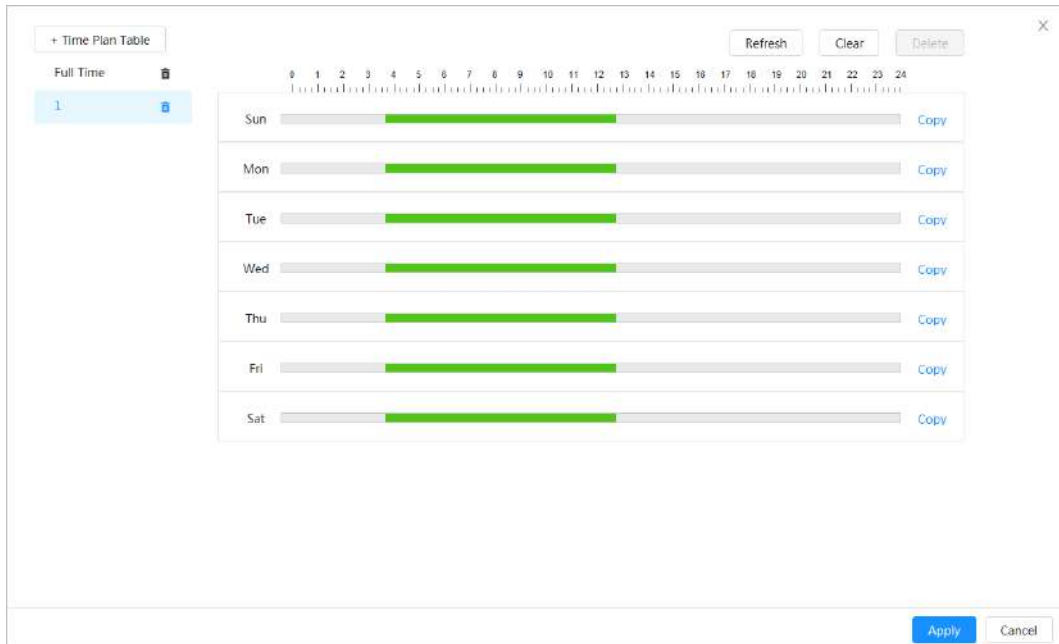 + Time Plan Table
Refresh Clear Delete
Full Time
0 1 2 3 4 5 6 7 8 9 10 11 12 13 14 15 16 17 18 19 20 21 22 23 24
1
Sun Copy
Mon Copy
Tue Copy
Wed Copy
Thu Copy
Fri Copy
Sat Copy
Apply Cancel